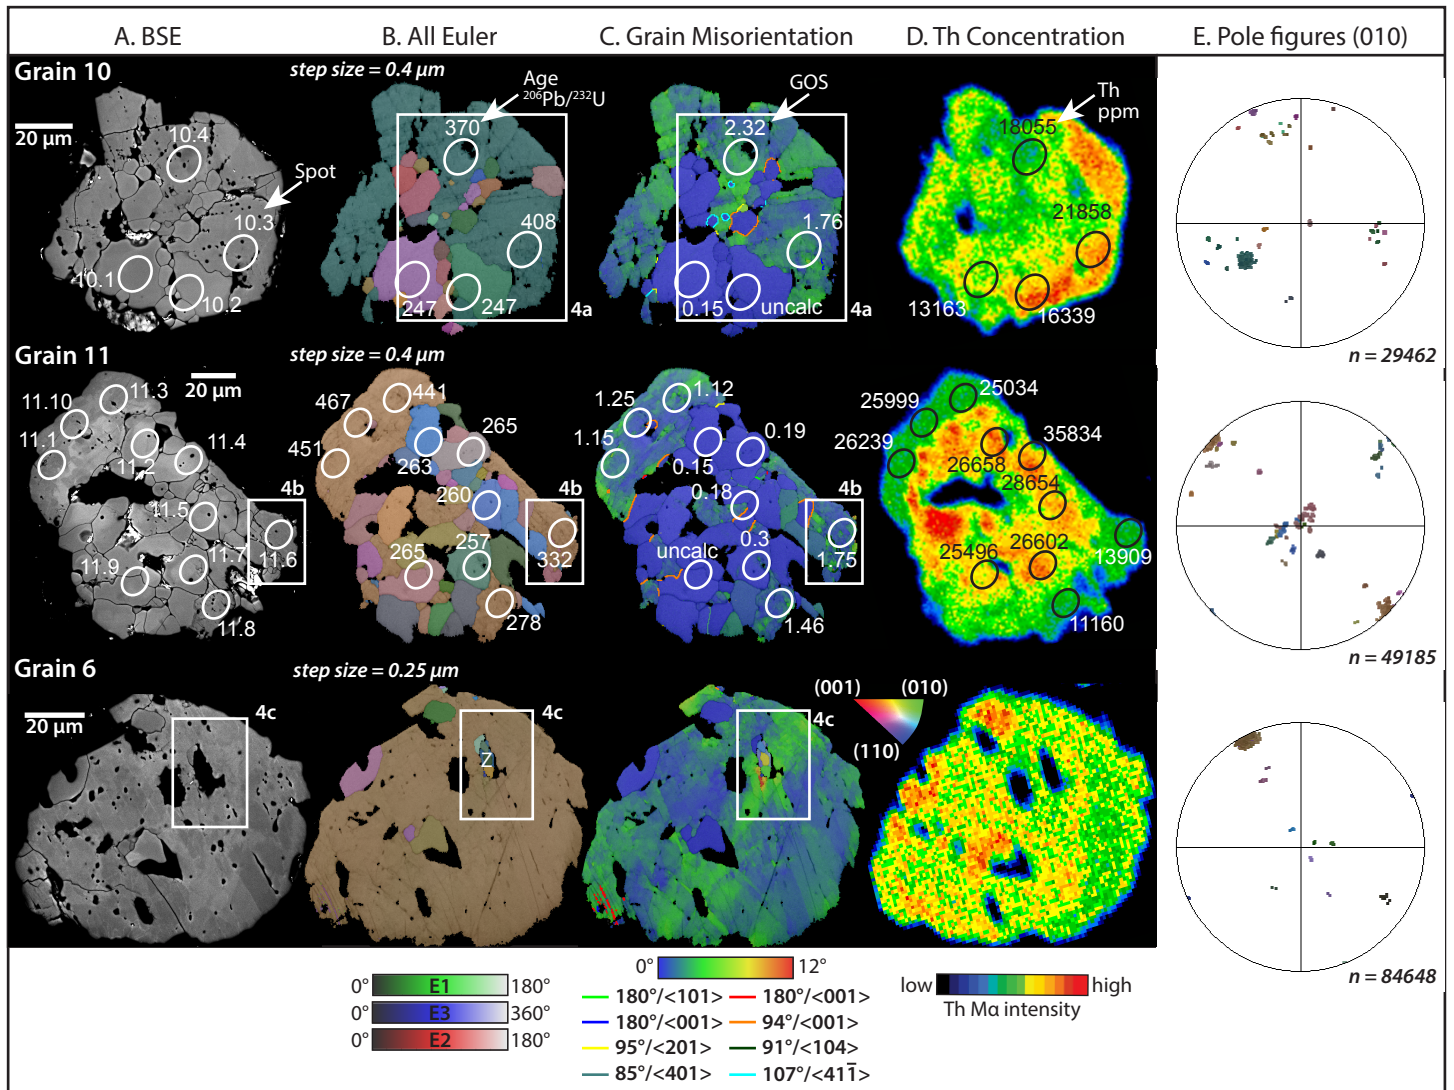 A. BSE
B. All Euler
C. Grain Misorientation
D. Th Concentration
E. Pole figures (010)
Grain 10
step size = 0.4 µm
20 µm
10.4
Spot
10.3
10.1
10.2
Age
²⁰⁶Pb/²³²U
370
408
247
247
4a
GOS
2.32
1.76
0.15
uncalc
4a
Th
ppm
18055
21858
13163
16339
n = 29462
Grain 11
step size = 0.4 µm
20 µm
11.10
11.3
11.1
11.2
11.4
11.5
4b
11.6
11.7
11.9
11.8
467
441
451
265
263
260
4b
332
265
257
278
1.25
1.12
1.15
0.19
0.15
0.18
4b
0.3
uncalc
1.75
1.46
25999
25034
26239
35834
26658
28654
26602
25496
13909
11160
n = 49185
Grain 6
step size = 0.25 µm
20 µm
4c
4c
Z
4c
(001)
(010)
(110)
n = 84648
0° E1 180°
0° E3 360°
0° E2 180°
0° 12°
180°/<101> 180°/<001>
180°/<001> 94°/<001>
95°/<201> 91°/<104>
85°/<401> 107°/<411̅>
low high
Th Mα intensity